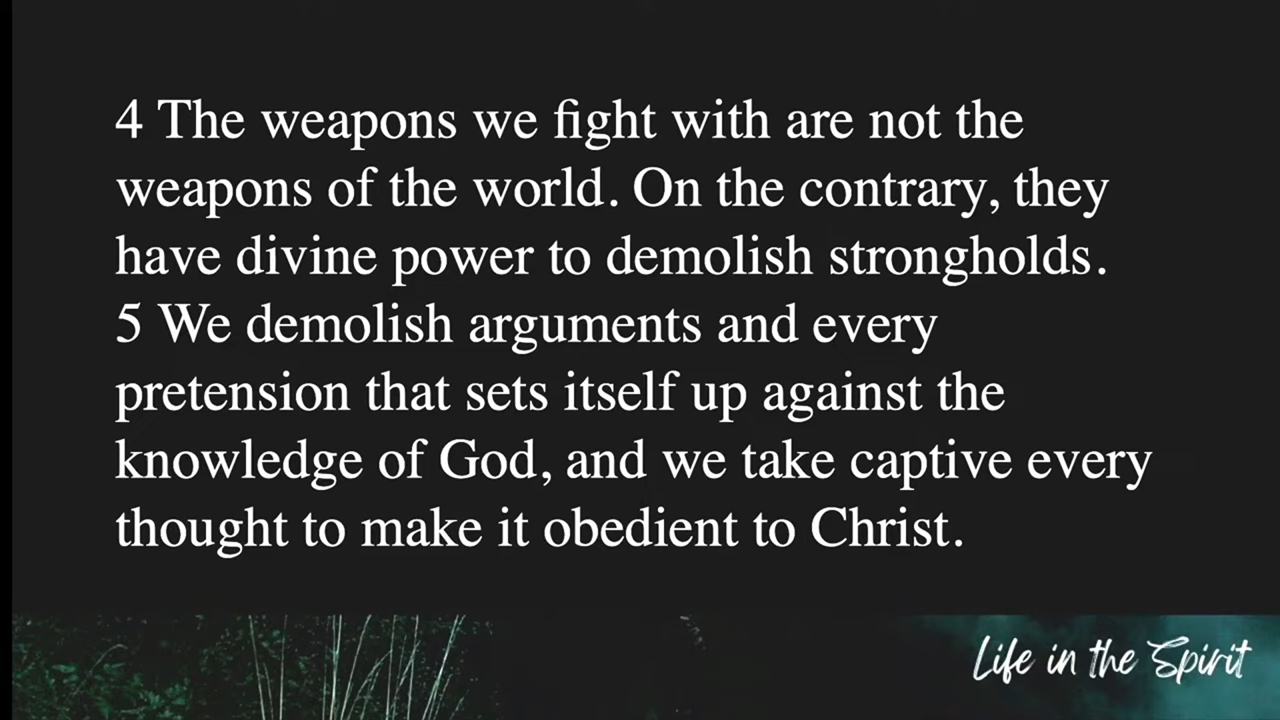 4 The weapons we fight with are not the
weapons of the world. On the contrary, they
have divine power to demolish strongholds.
5 We demolish arguments and every
pretension that sets itself up against the
knowledge of God, and we take captive every
thought to make it obedient to Christ.
Life in the Spirit